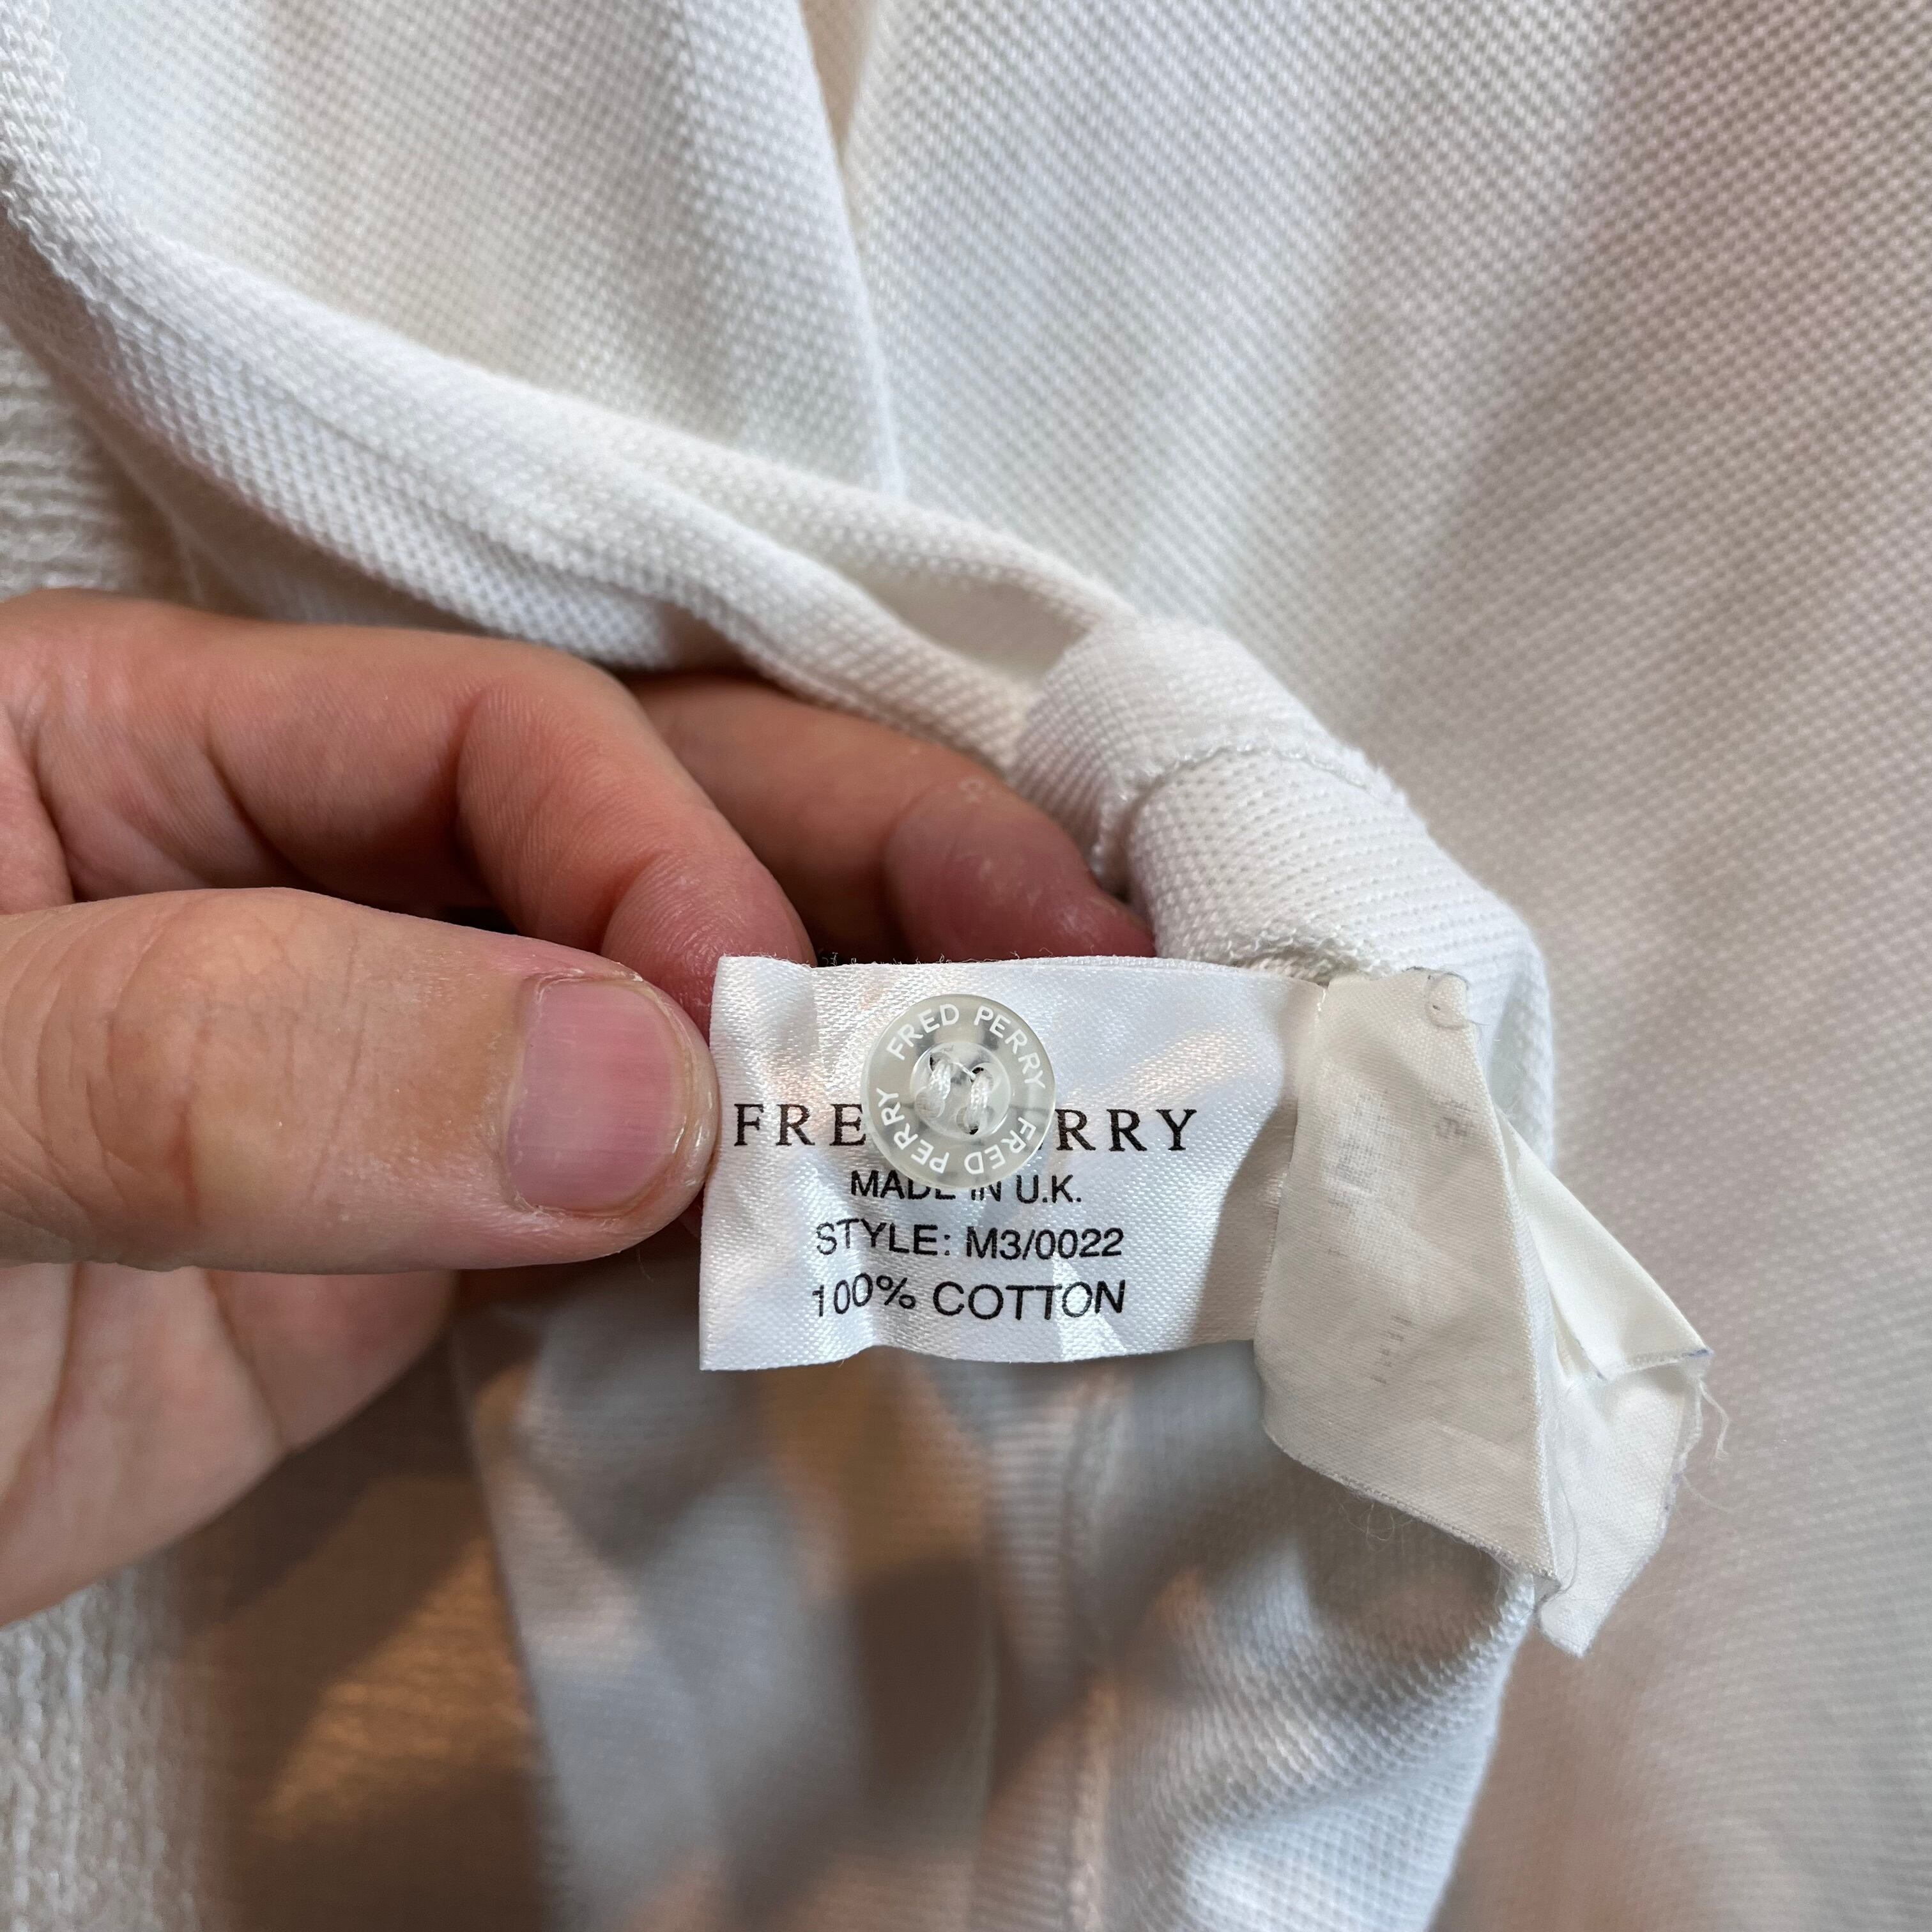 FRED PERRY FRED PERRY
FRE RRY
MADE IN U.K.
STYLE: M3/0022
100% COTTON